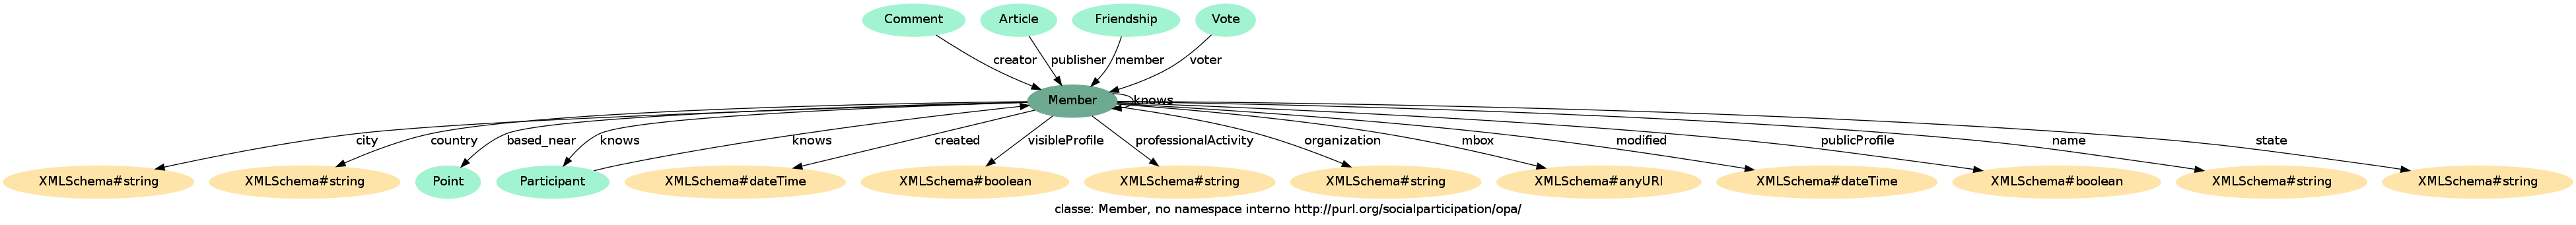 Comment
Article
Friendship
Vote
creator
publisher
member
voter
Member
knows
city
country
based_near
knows
knows
created
visibleProfile
professionalActivity
organization
mbox
modified
publicProfile
name
state
XMLSchema#string
XMLSchema#string
Point
Participant
XMLSchema#dateTime
XMLSchema#boolean
XMLSchema#string
XMLSchema#string
XMLSchema#anyURI
XMLSchema#dateTime
XMLSchema#boolean
XMLSchema#string
XMLSchema#string
classe: Member, no namespace interno http://purl.org/socialparticipation/opa/